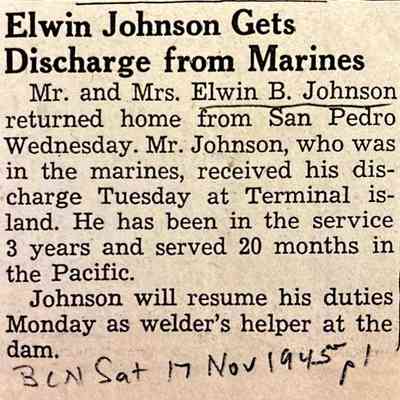 Elwin Johnson Gets
Discharge from Marines
Mr. and Mrs. Elwin B. Johnson
returned home from San Pedro
Wednesday. Mr. Johnson, who was
in the marines, received his dis-
charge Tuesday at Terminal is-
land. He has been in the service
3 years and served 20 months in
the Pacific.
Johnson will resume his duties
Monday as welder's helper at the
dam.
BCN Sat 17 Nov 1945 p 1